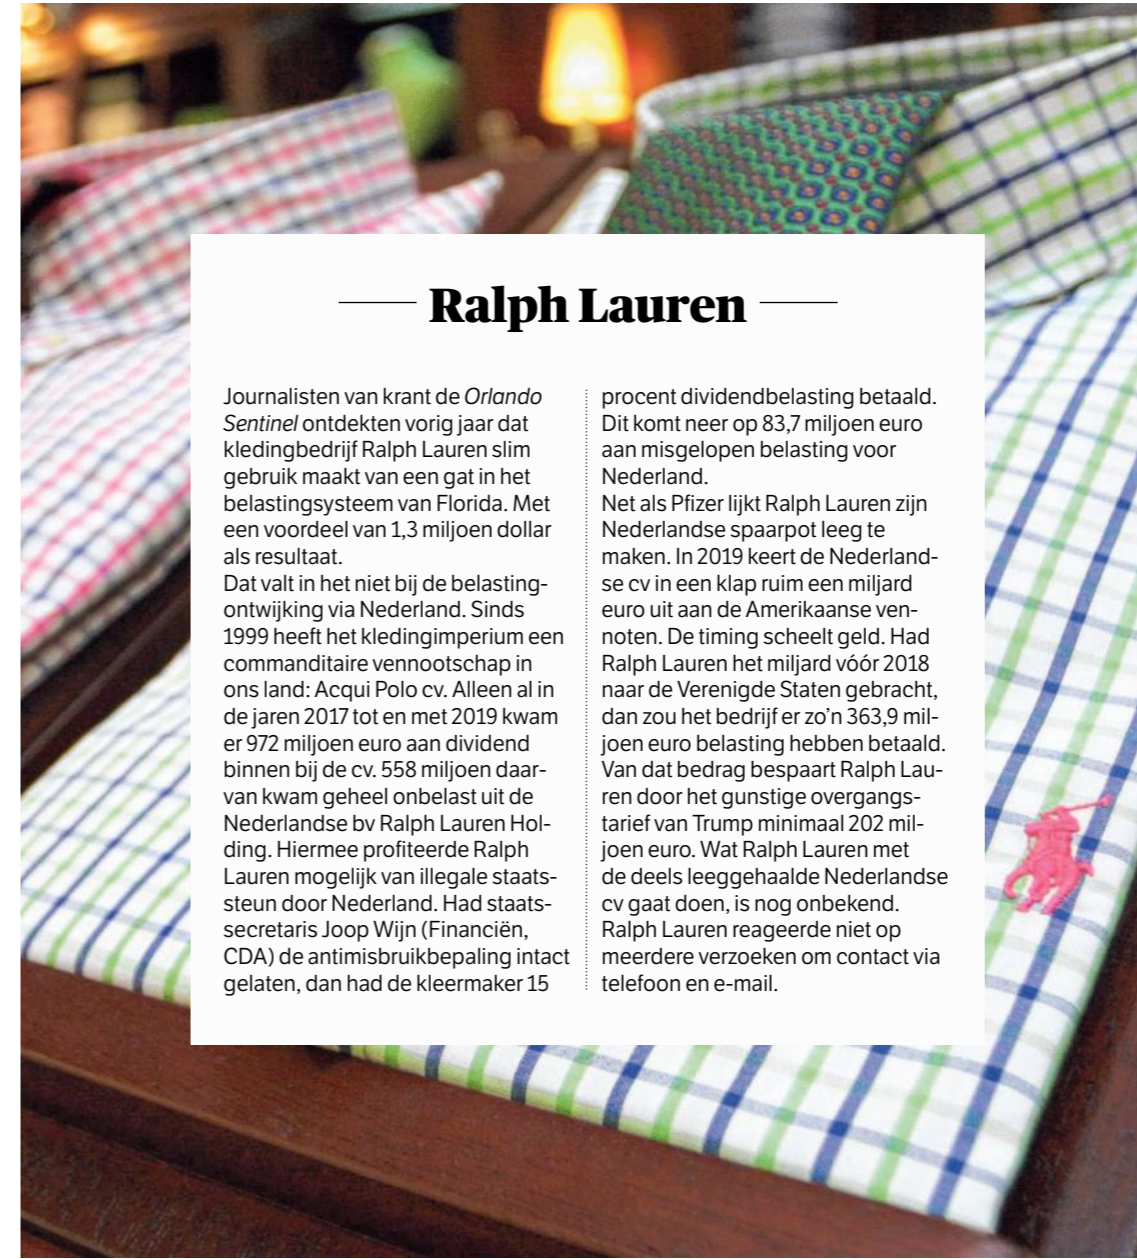 Ralph Lauren
Journalisten van krant de Orlando
Sentinel ontdekten vorig jaar dat
kledingbedrijf Ralph Lauren slim
gebruik maakt van een gat in het
belastingsysteem van Florida. Met
een voordeel van 1,3 miljoen dollar
als resultaat.
Dat valt in het niet bij de belasting-
ontwijking via Nederland. Sinds
1999 heeft het kledingimperium een
commanditaire vennootschap in
ons land: Acqui Polo cv. Alleen al in
de jaren 2017 tot en met 2019 kwam
er 972 miljoen euro aan dividend
binnen bij de cv. 558 miljoen daar-
van kwam geheel onbelast uit de
Nederlandse bv Ralph Lauren Hol-
ding. Hiermee profiteerde Ralph
Lauren mogelijk van illegale staats-
steun door Nederland. Had staats-
secretaris Joop Wijn (Financiën,
CDA) de antimisbruikbepaling intact
gelaten, dan had de kleermaker 15
procent dividendbelasting betaald.
Dit komt neer op 83,7 miljoen euro
aan misgelopen belasting voor
Nederland.
Net als Pfizer lijkt Ralph Lauren zijn
Nederlandse spaarpot leeg te
maken. In 2019 keert de Nederland-
se cv in een klap ruim een miljard
euro uit aan de Amerikaanse ven-
noten. De timing scheelt geld. Had
Ralph Lauren het miljard vóór 2018
naar de Verenigde Staten gebracht,
dan zou het bedrijf er zo’n 363,9 mil-
joen euro belasting hebben betaald.
Van dat bedrag bespaart Ralph Lau-
ren door het gunstige overgangs-
tarief van Trump minimaal 202 mil-
joen euro. Wat Ralph Lauren met
de deels leeggehaalde Nederlandse
cv gaat doen, is nog onbekend.
Ralph Lauren reageerde niet op
meerdere verzoeken om contact via
telefoon en e-mail.